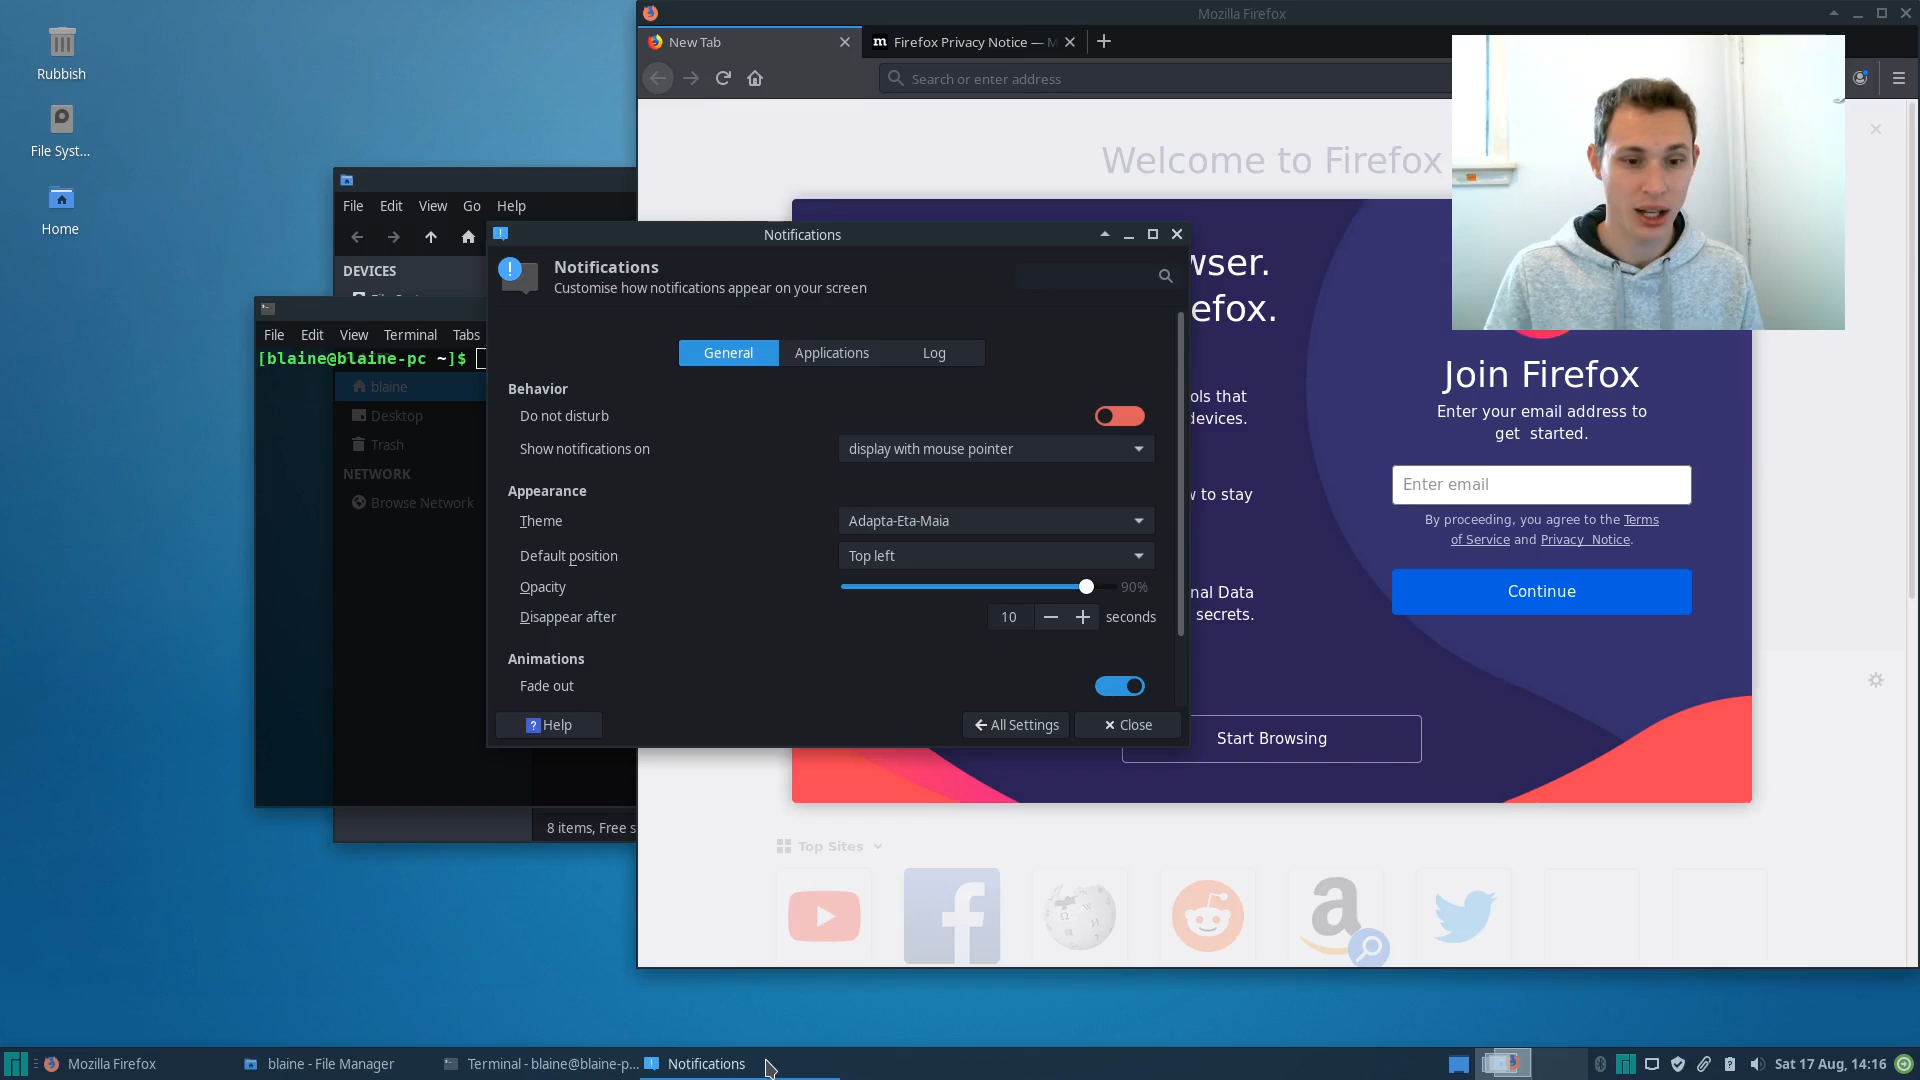 Mozilla Firefox
New Tab
Firefox Privacy Notice — M
Search or enter address
Rubbish
File Syst...
Home
Welcome to Firefox
File Edit View Go Help
DEVICES
File Edit View Terminal Tabs
[blaine@blaine-pc ~]$
blaine
Desktop
Trash
NETWORK
Browse Network
8 items, Free s
Notifications
Notifications
Customise how notifications appear on your screen
General Applications Log
Behavior
Do not disturb
Show notifications on display with mouse pointer
Appearance
Theme Adapta-Eta-Maia
Default position Top left
Opacity 90%
Disappear after 10 seconds
Animations
Fade out
Help All Settings Close
wser.
efox.
ols that
devices.
w to stay
nal Data
secrets.
Start Browsing
Join Firefox
Enter your email address to
get started.
Enter email
By proceeding, you agree to the Terms
of Service and Privacy Notice.
Continue
Top Sites
Mozilla Firefox
blaine - File Manager
Terminal - blaine@blaine-p...
Notifications
Sat 17 Aug, 14:16